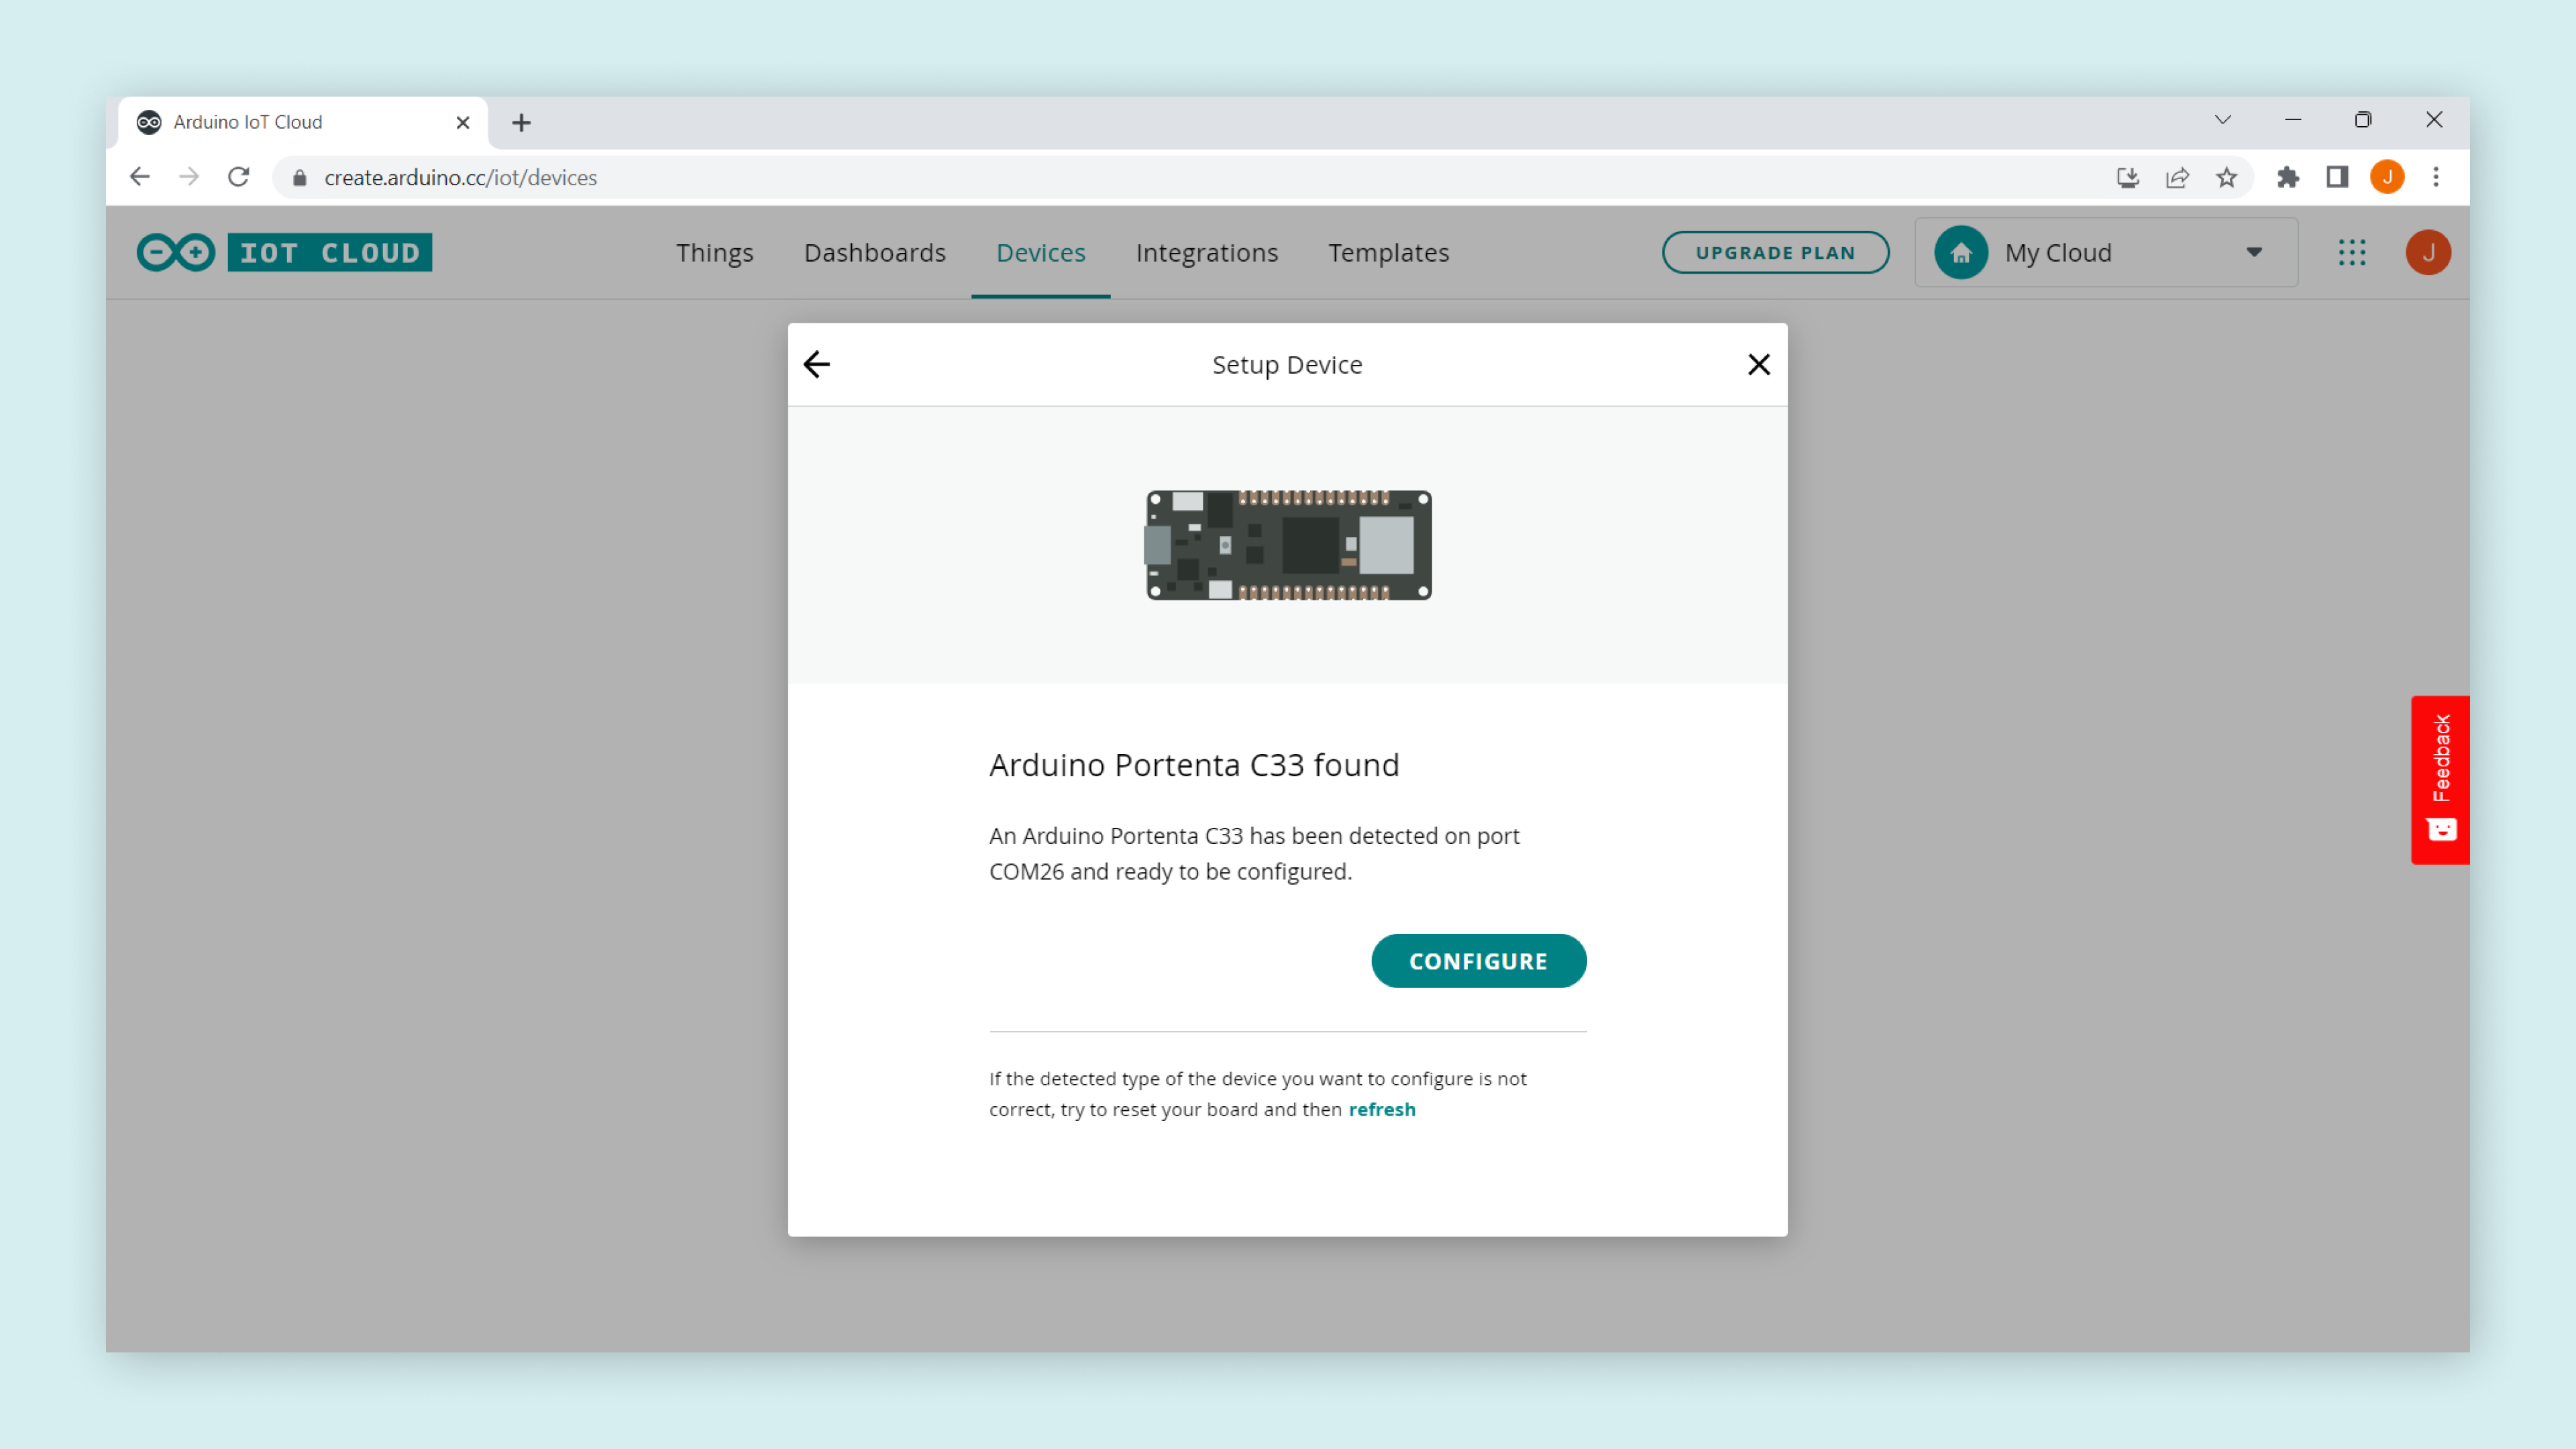 Arduino IoT Cloud
create.arduino.cc/iot/devices
J
IOT CLOUD
Things
Dashboards
Devices
Integrations
Templates
UPGRADE PLAN
My Cloud
J
Setup Device
Arduino Portenta C33 found
An Arduino Portenta C33 has been detected on port
COM26 and ready to be configured.
CONFIGURE
If the detected type of the device you want to configure is not
correct, try to reset your board and then refresh
Feedback